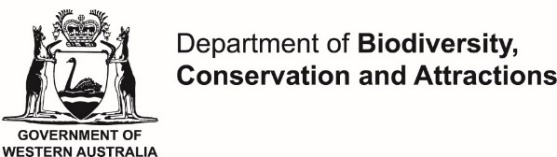 Department of Biodiversity,
Conservation and Attractions
GOVERNMENT OF
WESTERN AUSTRALIA